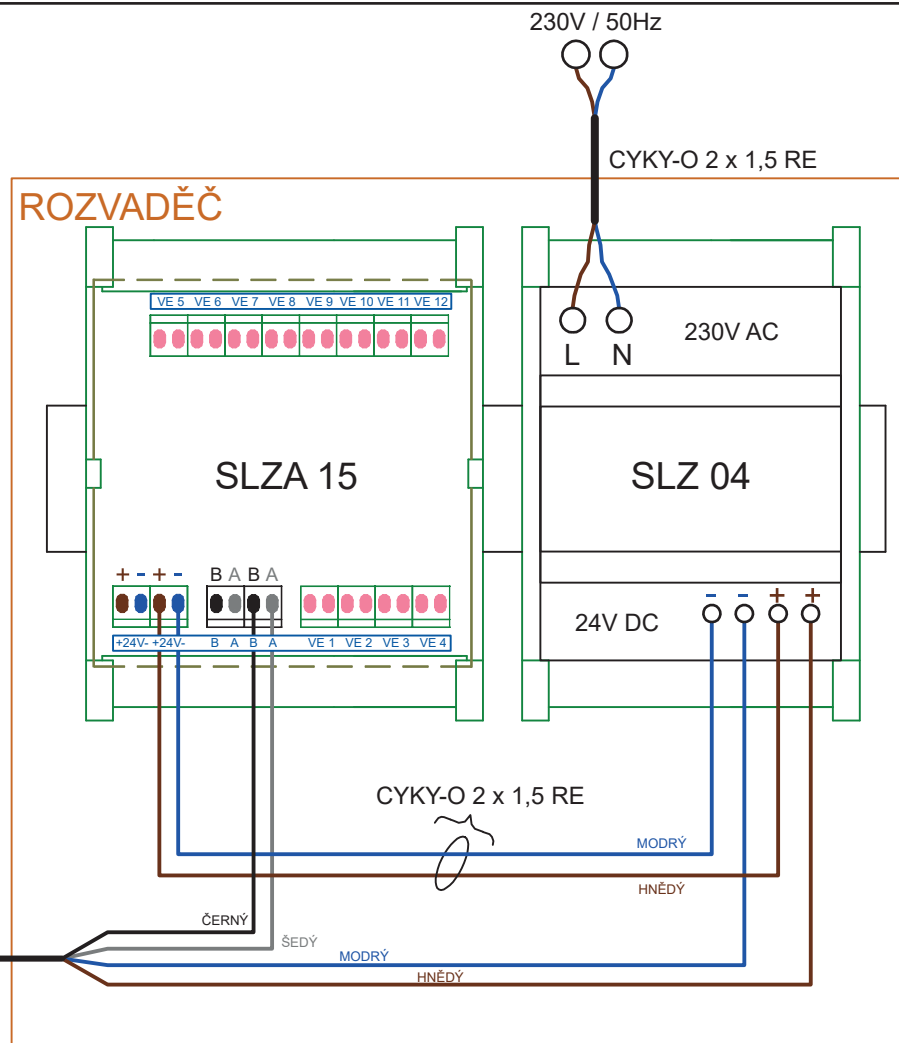 230V / 50Hz
CYKY-O 2 x 1,5 RE
ROZVADĚČ
VE 5 VE 6 VE 7 VE 8 VE 9 VE 10 VE 11 VE 12
L N
230V AC
SLZA 15
SLZ 04
+ - + -
B A B A
+24V- +24V-
B A B A
VE 1 VE 2 VE 3 VE 4
24V DC
- - + +
CYKY-O 2 x 1,5 RE
MODRÝ
HNĚDÝ
ČERNÝ
ŠEDÝ
MODRÝ
HNĚDÝ